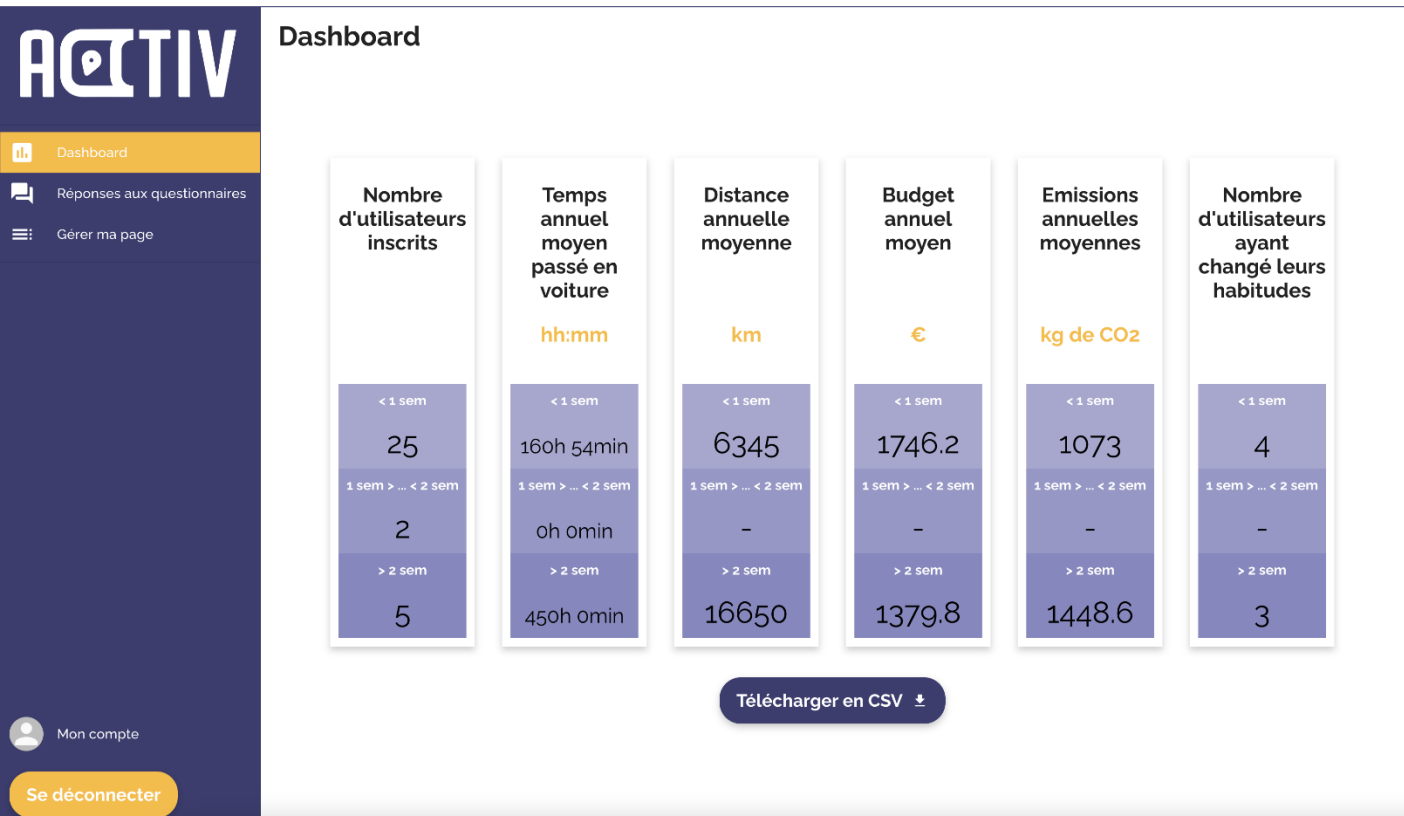 ACTIV
Dashboard
Dashboard
Réponses aux questionnaires
Gérer ma page
Nombre
d'utilisateurs
inscrits
< 1 sem
25
1 sem > ... < 2 sem
2
> 2 sem
5
Temps
annuel
moyen
passé en
voiture
hh:mm
< 1 sem
160h 54min
1 sem > ... < 2 sem
0h 0min
> 2 sem
450h 0min
Distance
annuelle
moyenne
km
< 1 sem
6345
1 sem > ... < 2 sem
-
> 2 sem
16650
Budget
annuel
moyen
€
< 1 sem
1746.2
1 sem > ... < 2 sem
-
> 2 sem
1379.8
Emissions
annuelles
moyennes
kg de CO2
< 1 sem
1073
1 sem > ... < 2 sem
-
> 2 sem
1448.6
Nombre
d'utilisateurs
ayant
changé leurs
habitudes
< 1 sem
4
1 sem > ... < 2 sem
-
> 2 sem
3
Télécharger en CSV
Mon compte
Se déconnecter